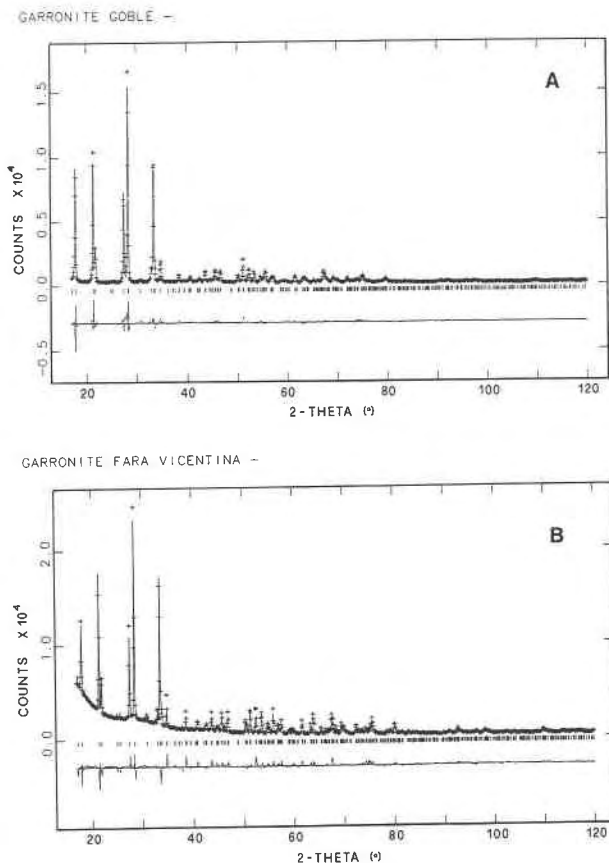 GARRONITE GOBLE -
A
1.5
1.0
0.5
0.0
-0.5
COUNTS X 10⁴
20 40 60 80 100 120
2-THETA (º)
GARRONITE FARA VICENTINA -
B
2.0
1.0
0.0
COUNTS X 10⁴
20 40 60 80 100 120
2-THETA (º)